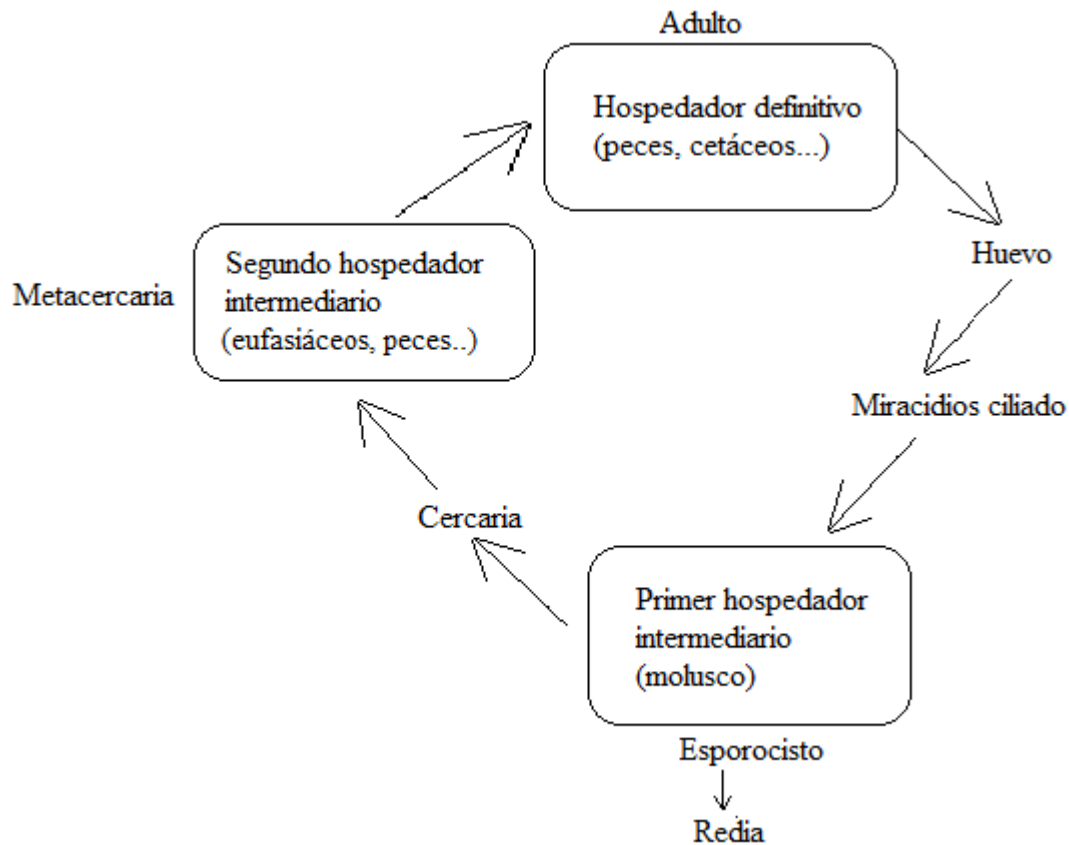 Adulto
Hospedador definitivo
(peces, cetáceos...)
Huevo
Miracidios ciliado
Primer hospedador
intermediario
(molusco)
Esporocisto
Redia
Cercaria
Segundo hospedador
intermediario
(eufasiáceos, peces..)
Metacercaria